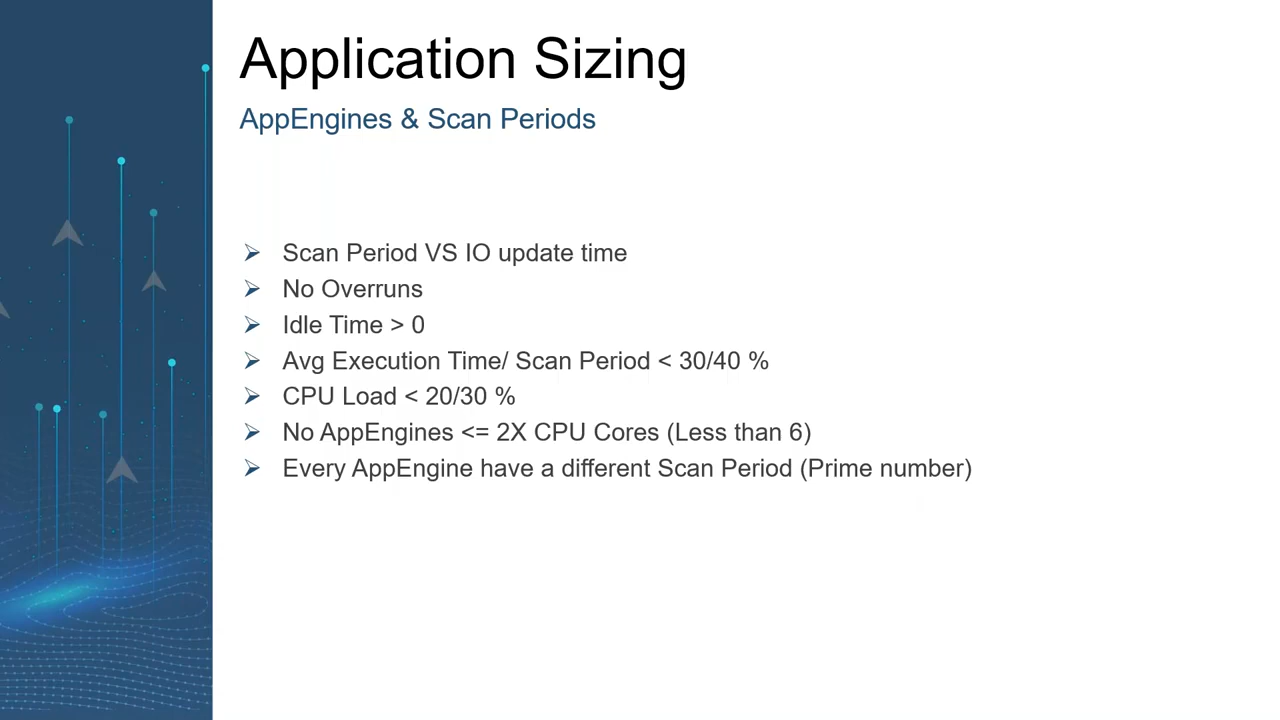 Application Sizing
AppEngines & Scan Periods
➢ Scan Period VS IO update time
➢ No Overruns
➢ Idle Time > 0
➢ Avg Execution Time/ Scan Period < 30/40 %
➢ CPU Load < 20/30 %
➢ No AppEngines <= 2X CPU Cores (Less than 6)
➢ Every AppEngine have a different Scan Period (Prime number)